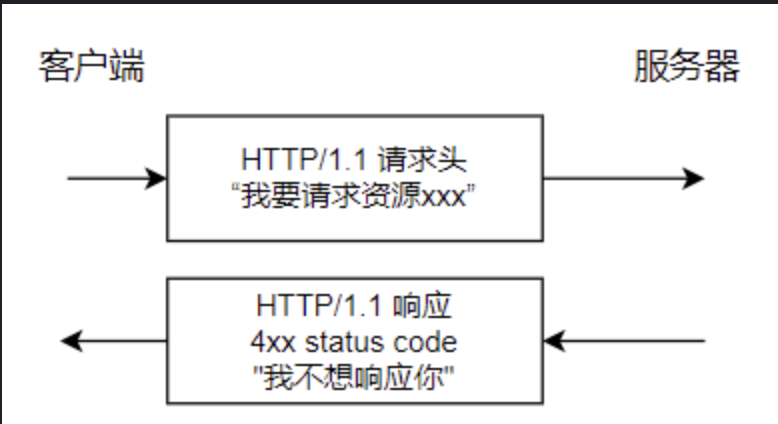 客户端
服务器
HTTP/1.1 请求头
“我要请求资源xxx”
HTTP/1.1 响应
4xx status code
"我不想响应你"